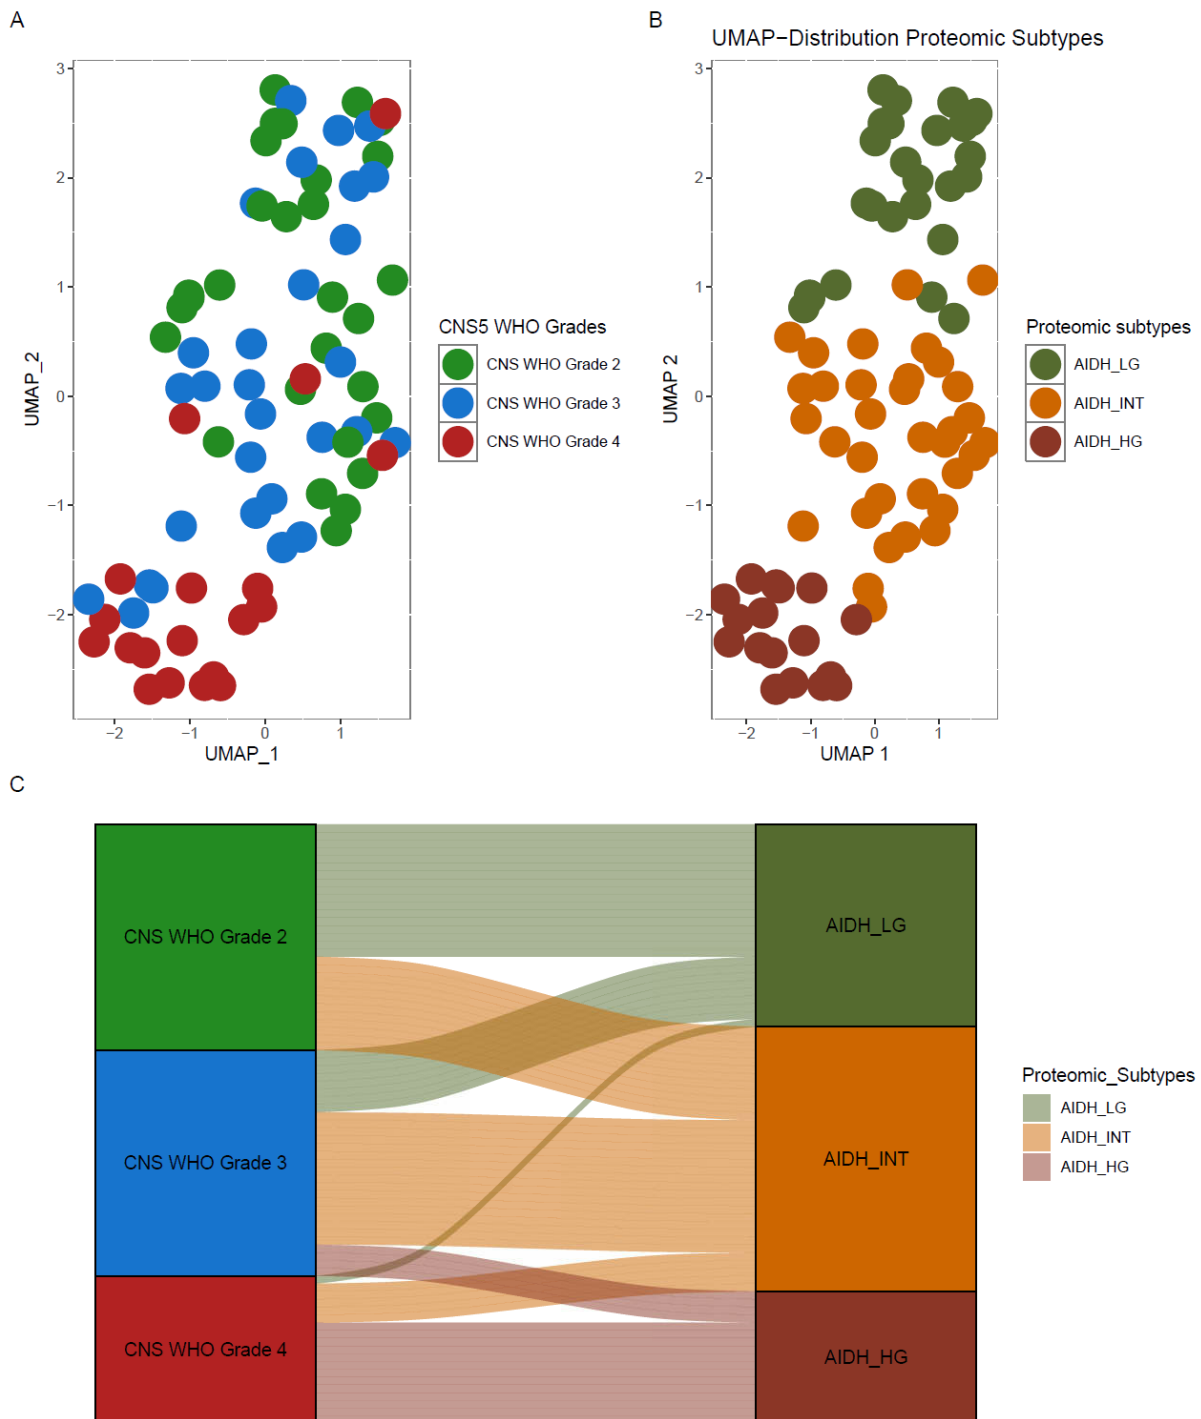 A
3
2
1
0
−1
−2
UMAP_2
−2
−1
0
1
UMAP_1
CNS5 WHO Grades
CNS WHO Grade 2
CNS WHO Grade 3
CNS WHO Grade 4
B
UMAP−Distribution Proteomic Subtypes
3
2
1
0
−1
−2
UMAP 2
−2
−1
0
1
UMAP 1
Proteomic subtypes
AIDH_LG
AIDH_INT
AIDH_HG
C
CNS WHO Grade 2
CNS WHO Grade 3
CNS WHO Grade 4
AIDH_LG
AIDH_INT
AIDH_HG
Proteomic_Subtypes
AIDH_LG
AIDH_INT
AIDH_HG